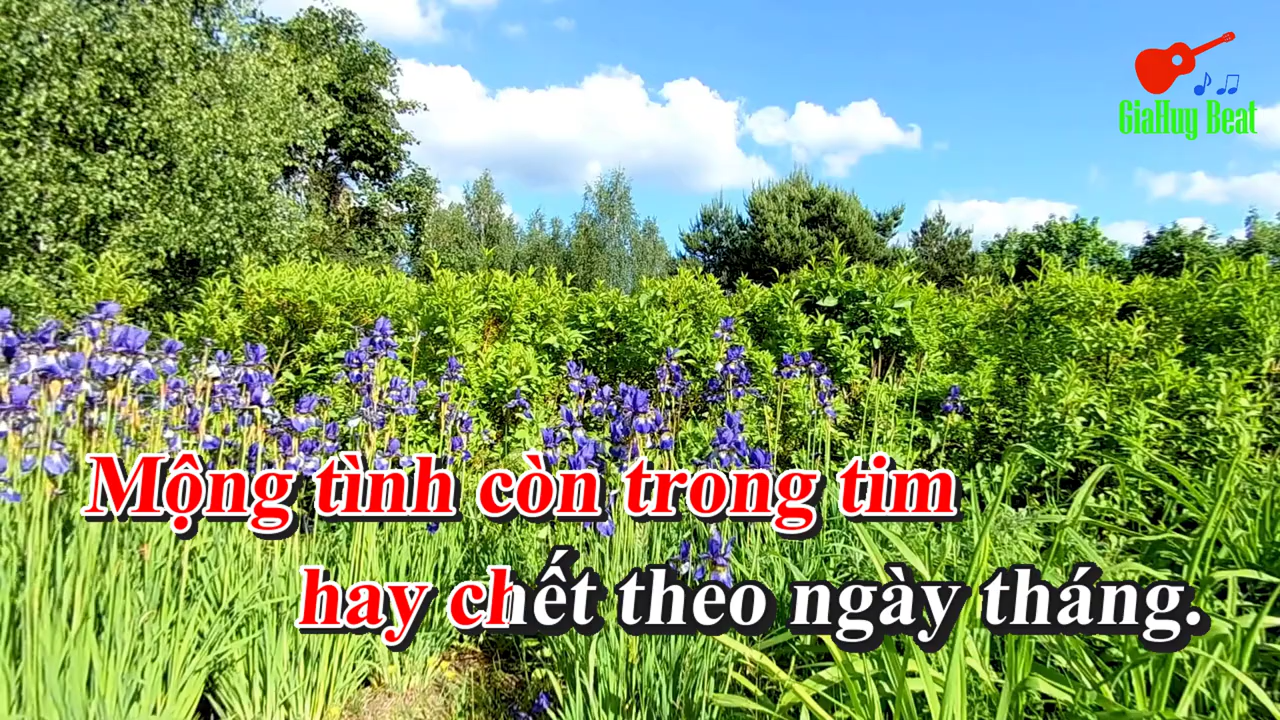 GiaHuy Beat
Mộng tình còn trong tim
hay chết theo ngày tháng.